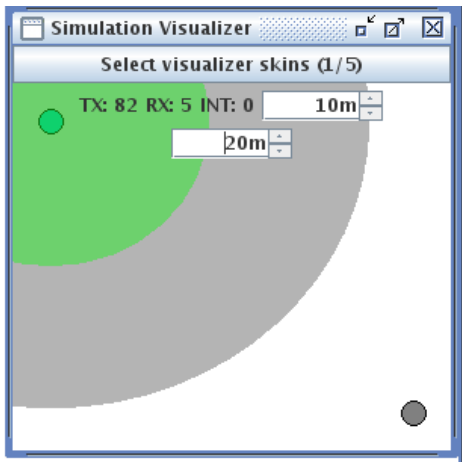 Simulation Visualizer
Select visualizer skins (1/5)
TX: 82 RX: 5 INT: 0 10m
20m